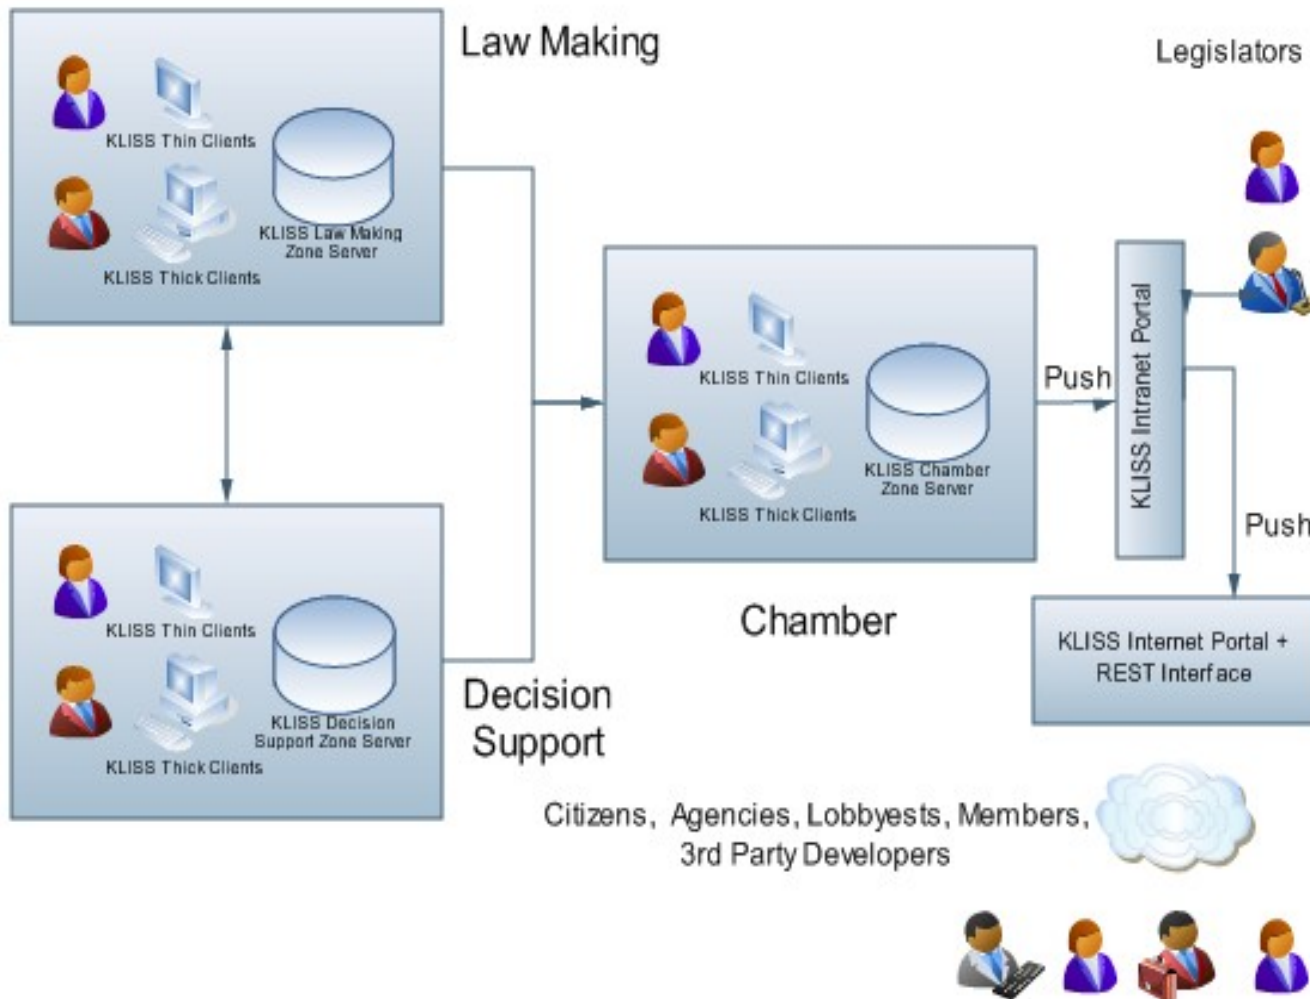 Law Making
Legislators
KLISS Thin Clients
KLISS Law Making
Zone Server
KLISS Thick Clients
KLISS Thin Clients
KLISS Chamber
Zone Server
KLISS Thick Clients
Push
KLISS Intranet Portal
Push
Chamber
KLISS Internet Portal +
REST Interface
KLISS Thin Clients
KLISS Decision
Support Zone Server
KLISS Thick Clients
Decision
Support
Citizens, Agencies, Lobbyests, Members,
3rd Party Developers